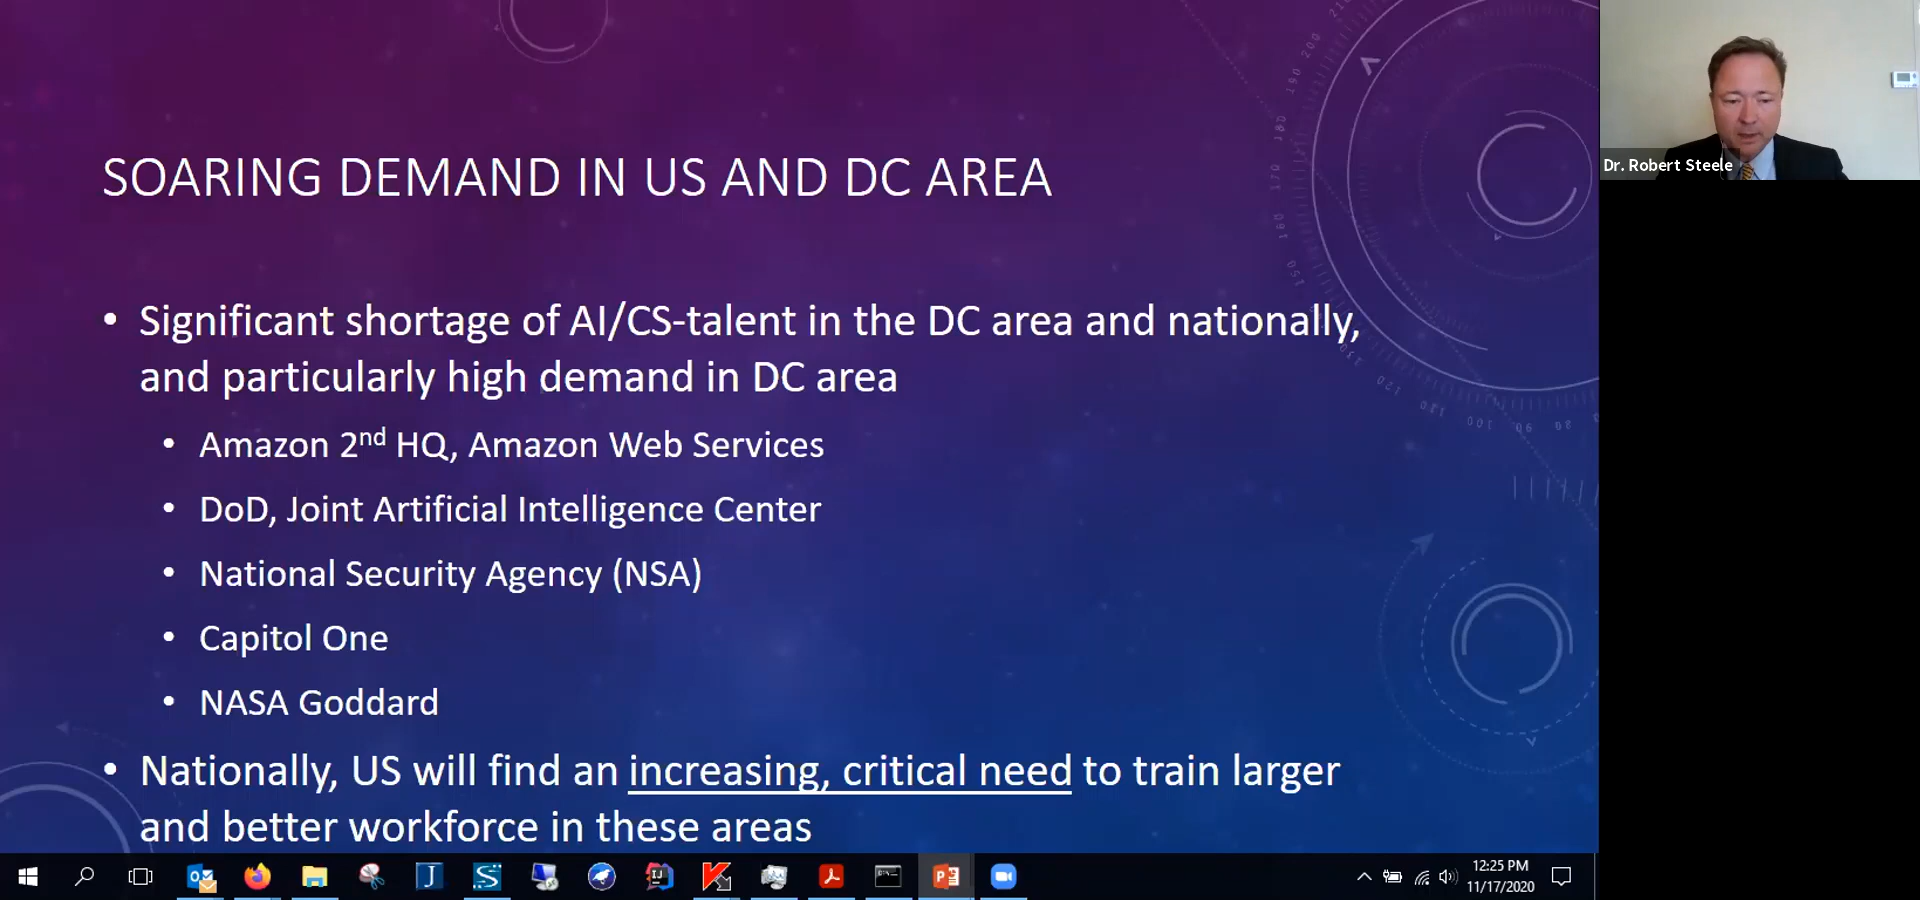 SOARING DEMAND IN US AND DC AREA
• Significant shortage of AI/CS-talent in the DC area and nationally,
and particularly high demand in DC area
• Amazon 2nd HQ, Amazon Web Services
• DoD, Joint Artificial Intelligence Center
• National Security Agency (NSA)
• Capitol One
• NASA Goddard
• Nationally, US will find an increasing, critical need to train larger
and better workforce in these areas
Dr. Robert Steele
12:25 PM
11/17/2020